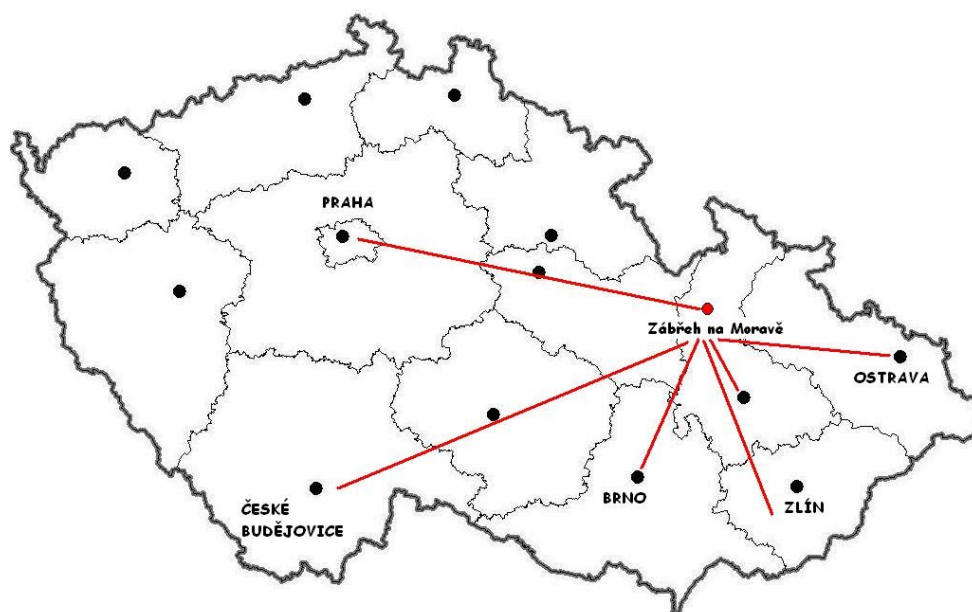 PRAHA
Zábřeh na Moravě
OSTRAVA
ČESKÉ
BUDĚJOVICE
BRNO
ZLÍN